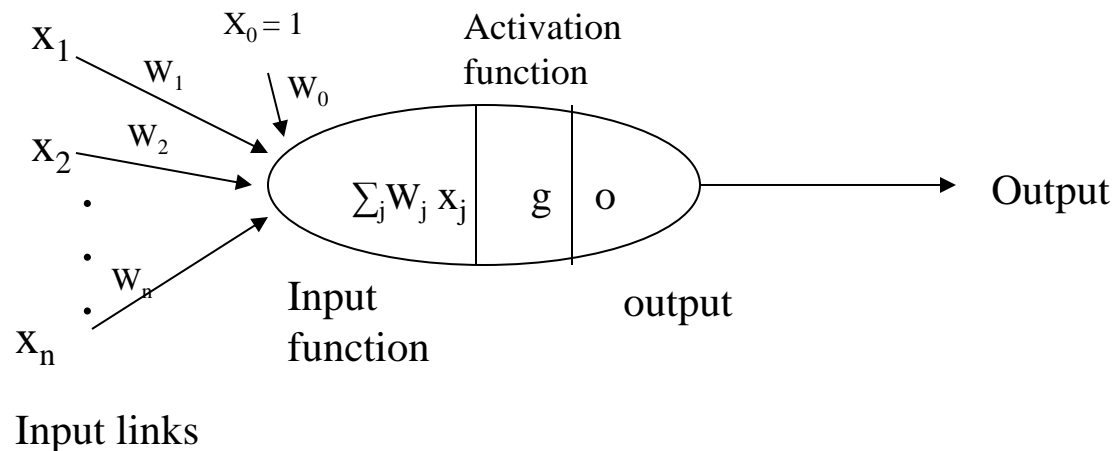 x₁
X₀ = 1
Activation
function
W₁
W₀
x₂
W₂
∑ⱼWⱼ xⱼ
g
o
Output
Wₙ
Input
function
output
xₙ
Input links